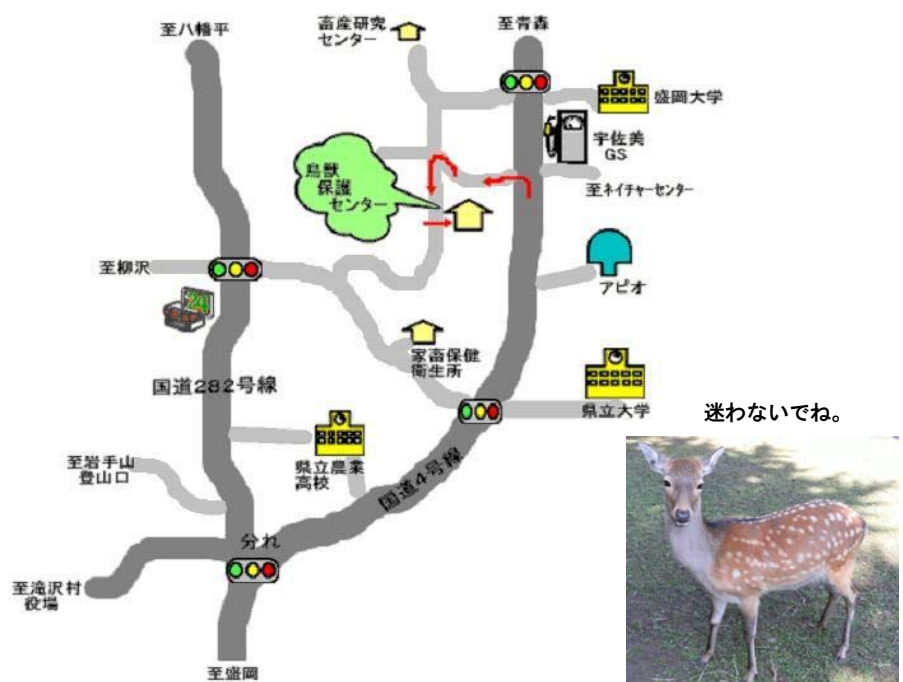 至八幡平
畜産研究
センター
至青森
盛岡大学
宇佐美
GS
鳥獣
保護
センター
至ネイチャーセンター
至柳沢
24
アピオ
家畜保健
衛生所
国道282号線
県立大学
迷わないでね。
至岩手山
登山口
県立農業
高校
国道4号線
分れ
至滝沢村
役場
至盛岡